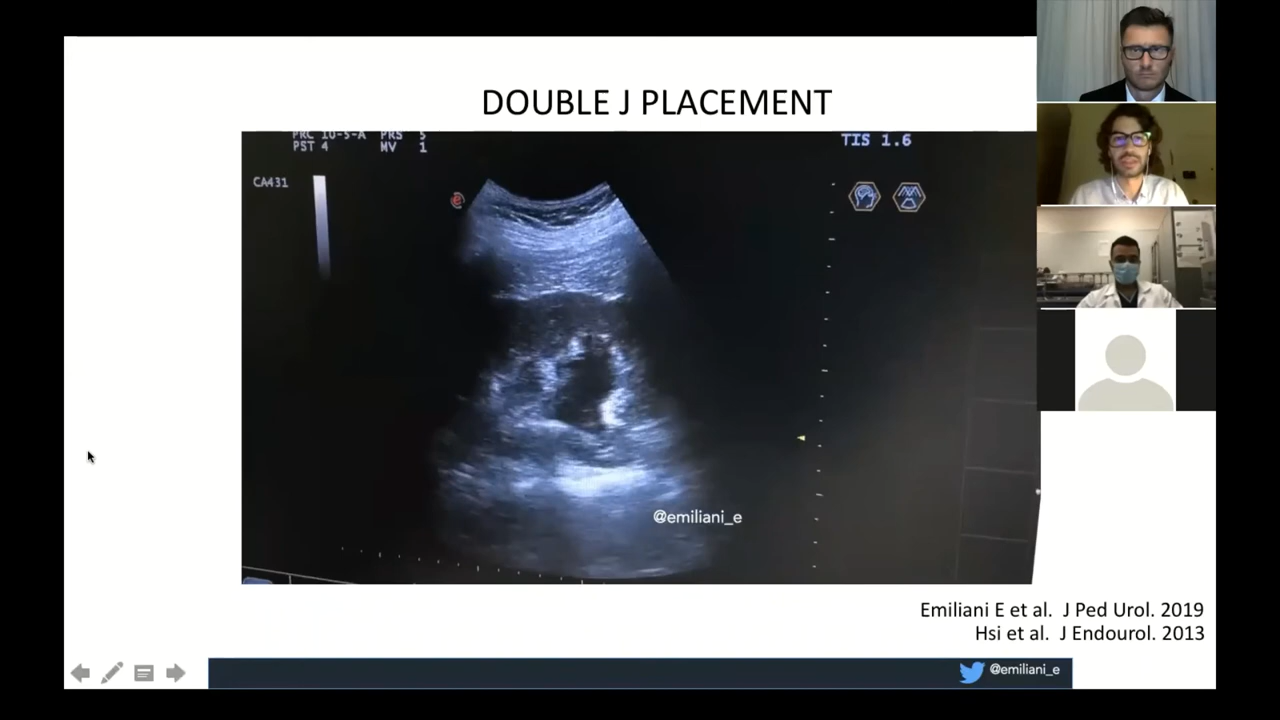 DOUBLE J PLACEMENT
PRC 10-5-A PRS 5
PST 4 MV 1
TIS 1.6
CA431
@emiliani_e
Emiliani E et al. J Ped Urol. 2019
Hsi et al. J Endourol. 2013
@emiliani_e